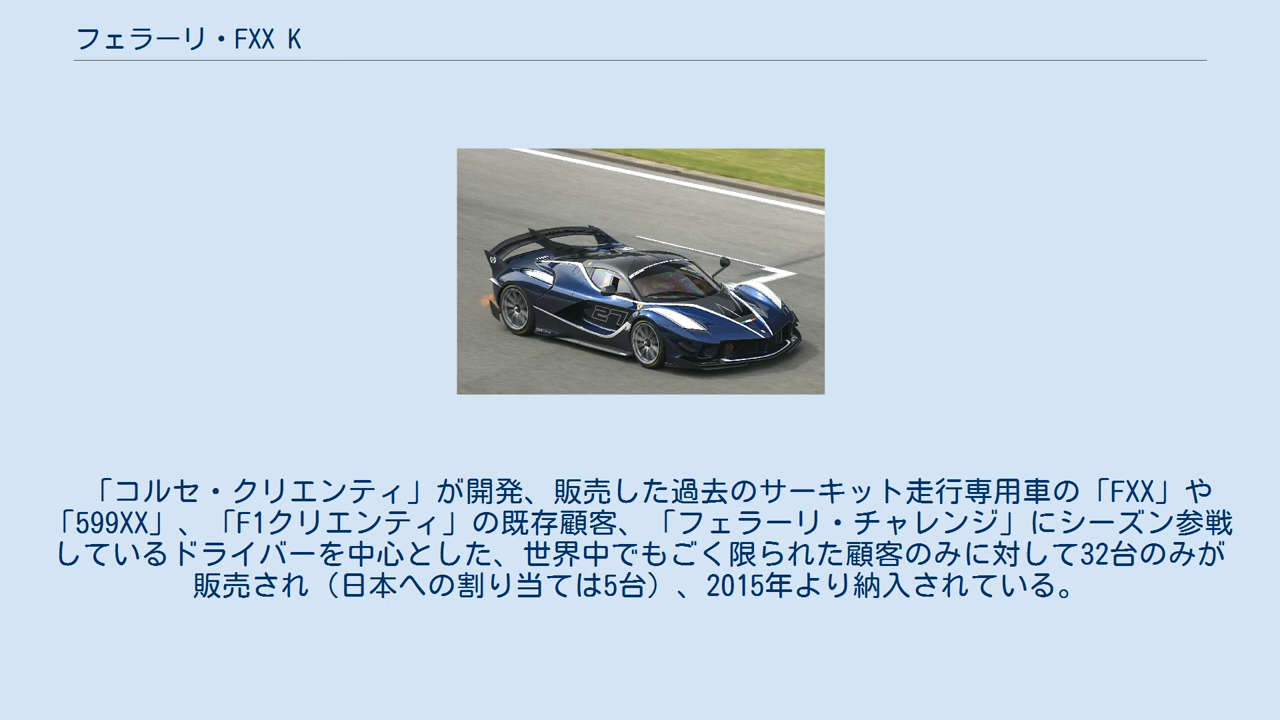 フェラーリ・FXX K
27
「コルセ・クリエンティ」が開発、販売した過去のサーキット走行専用車の「FXX」や
「599XX」、「F1クリエンティ」の既存顧客、「フェラーリ・チャレンジ」にシーズン参戦
しているドライバーを中心とした、世界中でもごく限られた顧客のみに対して32台のみが
販売され（日本への割り当ては5台）、2015年より納入されている。